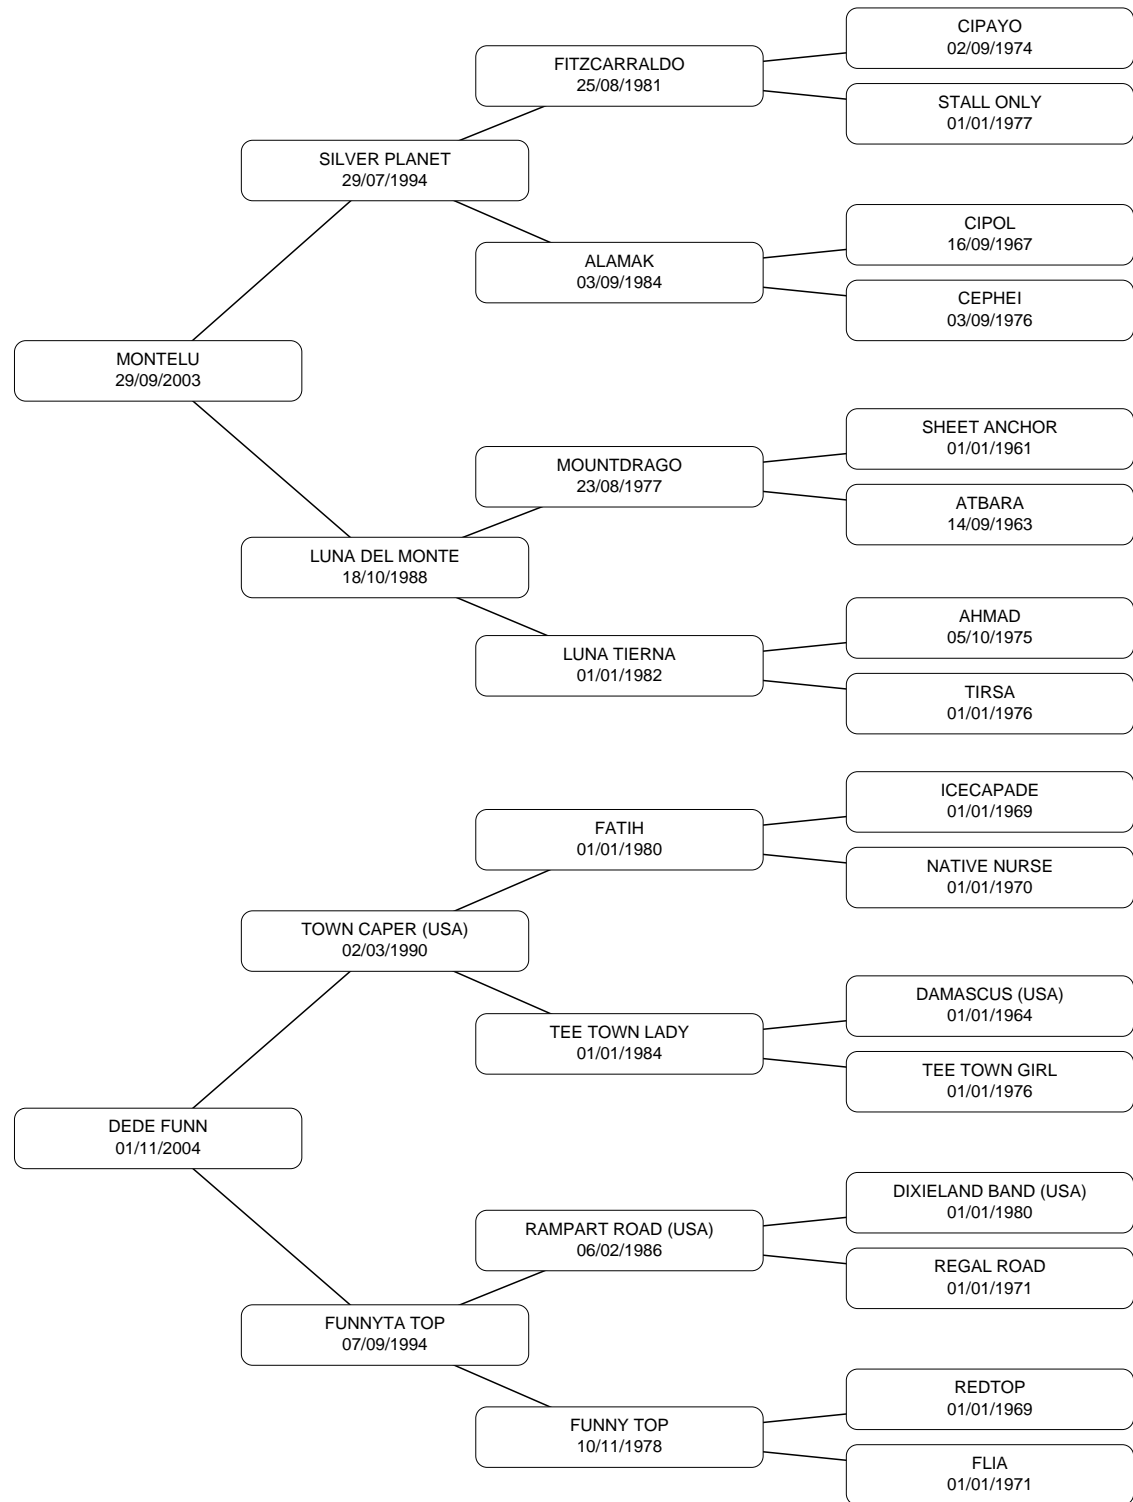 CIPAYO
02/09/1974
FITZCARRALDO
25/08/1981
STALL ONLY
01/01/1977
SILVER PLANET
29/07/1994
CIPOL
16/09/1967
ALAMAK
03/09/1984
CEPHEI
03/09/1976
MONTELU
29/09/2003
SHEET ANCHOR
01/01/1961
MOUNTDRAGO
23/08/1977
ATBARA
14/09/1963
LUNA DEL MONTE
18/10/1988
AHMAD
05/10/1975
LUNA TIERNA
01/01/1982
TIRSA
01/01/1976
ICECAPADE
01/01/1969
FATIH
01/01/1980
NATIVE NURSE
01/01/1970
TOWN CAPER (USA)
02/03/1990
DAMASCUS (USA)
01/01/1964
TEE TOWN LADY
01/01/1984
TEE TOWN GIRL
01/01/1976
DEDE FUNN
01/11/2004
DIXIELAND BAND (USA)
01/01/1980
RAMPART ROAD (USA)
06/02/1986
REGAL ROAD
01/01/1971
FUNNYTA TOP
07/09/1994
REDTOP
01/01/1969
FUNNY TOP
10/11/1978
FLIA
01/01/1971